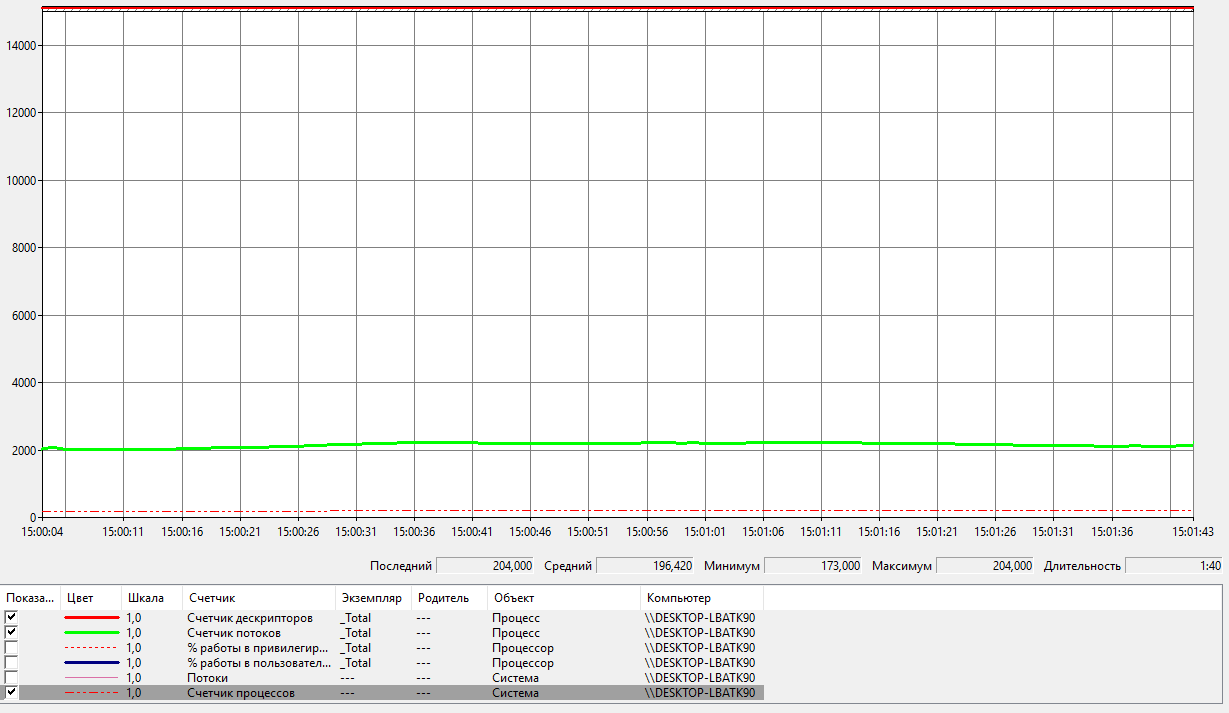 14000
12000
10000
8000
6000
4000
2000
0
15:00:04 15:00:11 15:00:16 15:00:21 15:00:26 15:00:31 15:00:36 15:00:41 15:00:46 15:00:51 15:00:56 15:01:01 15:01:06 15:01:11 15:01:16 15:01:21 15:01:26 15:01:31 15:01:36 15:01:43
Последний 204,000 Средний 196,420 Минимум 173,000 Максимум 204,000 Длительность 1:40
Показа... Цвет Шкала Счетчик Экземпляр Родитель Объект Компьютер
1,0 Счетчик дескрипторов _Total --- Процесс \\DESKTOP-LBATK90
1,0 Счетчик потоков _Total --- Процесс \\DESKTOP-LBATK90
1,0 % работы в привилегир... _Total --- Процессор \\DESKTOP-LBATK90
1,0 % работы в пользовател... _Total --- Процессор \\DESKTOP-LBATK90
1,0 Потоки --- --- Система \\DESKTOP-LBATK90
1,0 Счетчик процессов --- --- Система \\DESKTOP-LBATK90